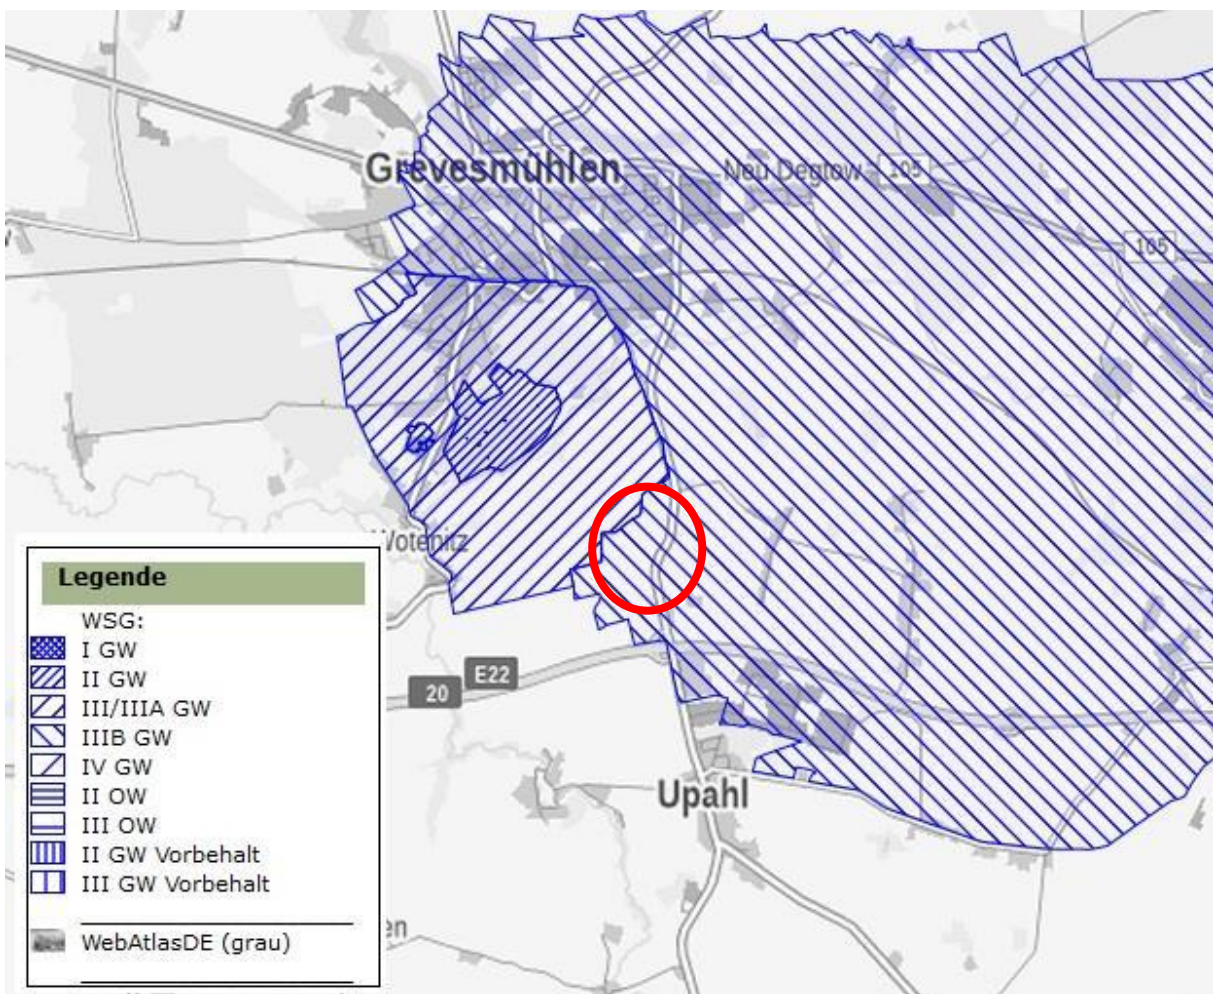 Grevesmühlen
Neu Degtow
105
105
Wotenitz
E22
20
Upahl
en
Legende
WSG:
I GW
II GW
III/IIIA GW
IIIB GW
IV GW
II OW
III OW
II GW Vorbehalt
III GW Vorbehalt
WebAtlasDE (grau)